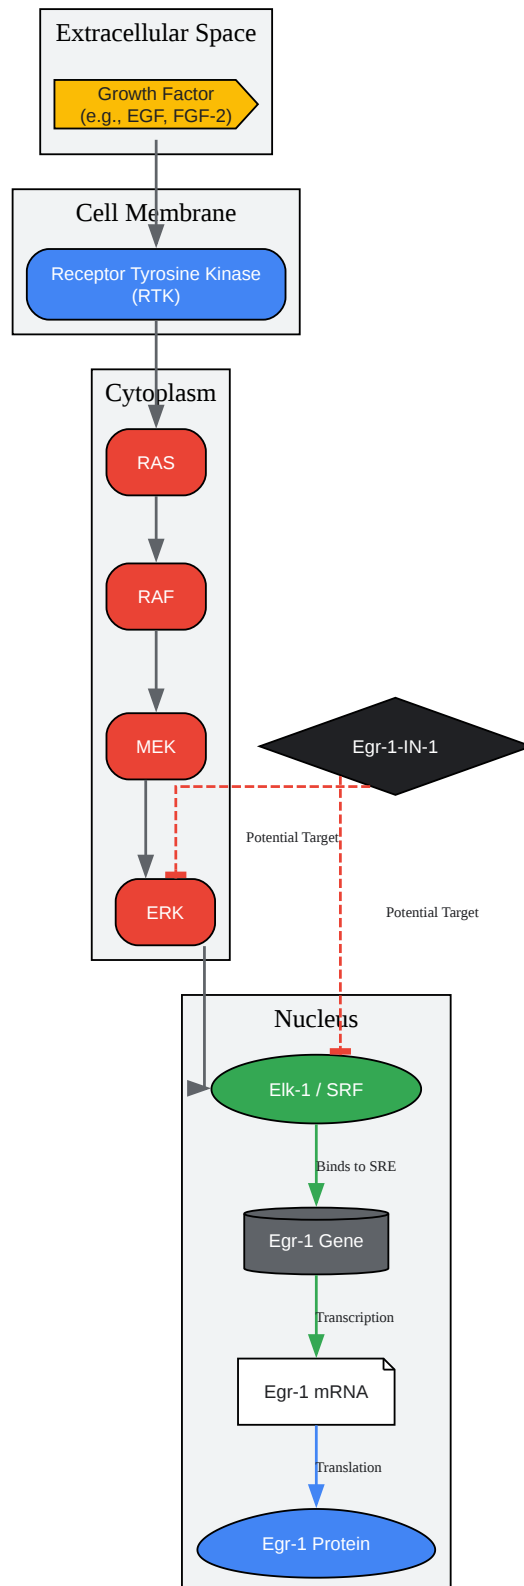 Extracellular Space
Growth Factor
(e.g., EGF, FGF-2)
Cell Membrane
Receptor Tyrosine Kinase
(RTK)
Cytoplasm
RAS
RAF
MEK
Egr-1-IN-1
Potential Target
ERK
Potential Target
Nucleus
Elk-1 / SRF
Binds to SRE
Egr-1 Gene
Transcription
Egr-1 mRNA
Translation
Egr-1 Protein